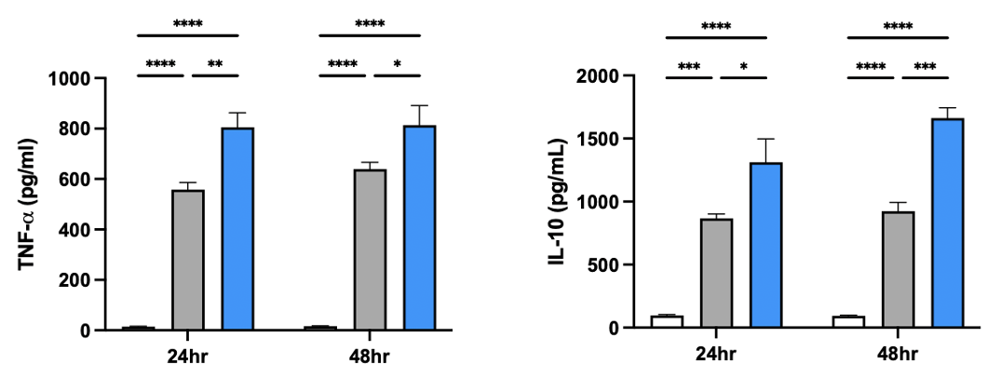 **** ****
**** ** **** *
TNF-α (pg/ml)
1000
800
600
400
200
0
24hr 48hr
**** ****
*** * **** ***
IL-10 (pg/mL)
2000
1500
1000
500
0
24hr 48hr